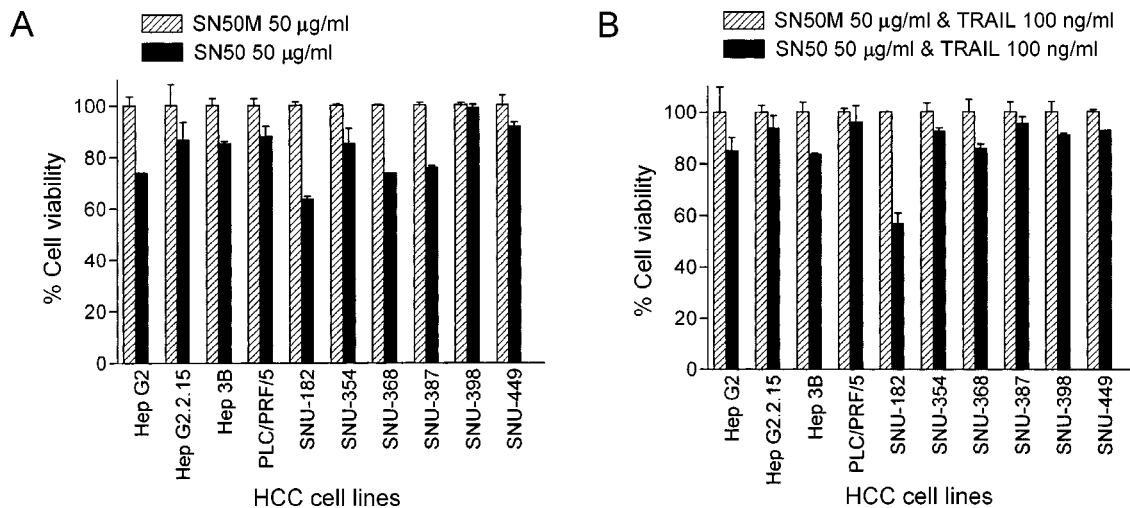 A
SN50M 50 µg/ml
SN50 50 µg/ml
% Cell viability
100
80
60
40
20
0
Hep G2
Hep G2.2.15
Hep 3B
PLC/PRF/5
SNU-182
SNU-354
SNU-368
SNU-387
SNU-398
SNU-449
HCC cell lines
B
SN50M 50 µg/ml & TRAIL 100 ng/ml
SN50 50 µg/ml & TRAIL 100 ng/ml
% Cell viability
100
80
60
40
20
0
Hep G2
Hep G2.2.15
Hep 3B
PLC/PRF/5
SNU-182
SNU-354
SNU-368
SNU-387
SNU-398
SNU-449
HCC cell lines